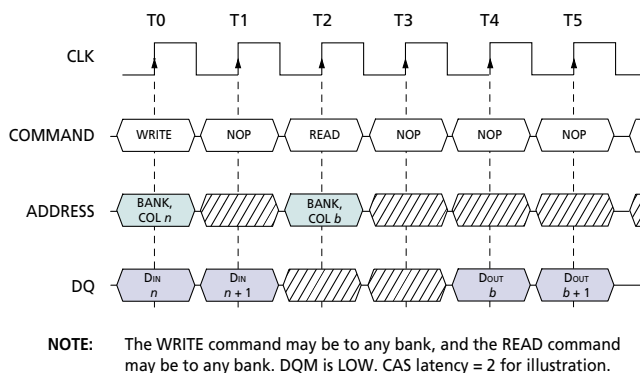 T0 T1 T2 T3 T4 T5
CLK
COMMAND WRITE NOP READ NOP NOP NOP
ADDRESS BANK, COL n BANK, COL b
DQ DIN n DIN n + 1 DOUT b DOUT b + 1
NOTE: The WRITE command may be to any bank, and the READ command
may be to any bank. DQM is LOW. CAS latency = 2 for illustration.